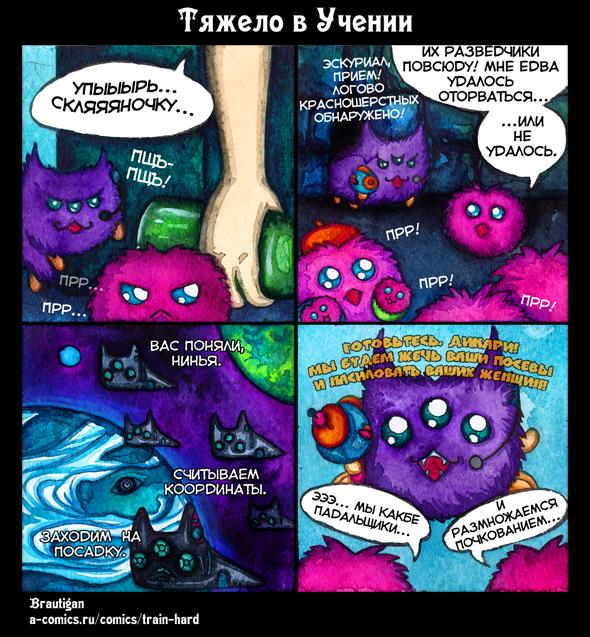 Тяжело в Учении
УПЫЫЫРЬ...
СКЛЯЯЯНОЧКУ...
ПЩЪ-
ПЩЪ!
ПРР...
ПРР...
ЭСКУРИАЛ,
ПРИЕМ!
ЛОГОВО
КРАСНОШЕРСТНЫХ
ОБНАРУЖЕНО!
ИХ РАЗВЕДЧИКИ
ПОВСЮДУ! МНЕ ЕДВА
УДАЛОСЬ
ОТОРВАТЬСЯ...
...ИЛИ
НЕ
УДАЛОСЬ.
ПРР!
ПРР!
ПРР!
ВАС ПОНЯЛИ,
НИНЬЯ.
СЧИТЫВАЕМ
КООРДИНАТЫ.
ЗАХОДИМ НА
ПОСАДКУ.
ГОТОВЬТЕСЬ, ДИКАРИ!
МЫ БУДЕМ ЖЕЧЬ ВАШИ ПОСЕВЫ
И НАСИЛОВАТЬ ВАШИХ ЖЕНЩИН!
ЭЭЭ... МЫ КАКБЕ
ПАДАЛЬЩИКИ...
И
РАЗМНОЖАЕМСЯ
ПОЧКОВАНИЕМ...
Brautigan
a-comics.ru/comics/train-hard